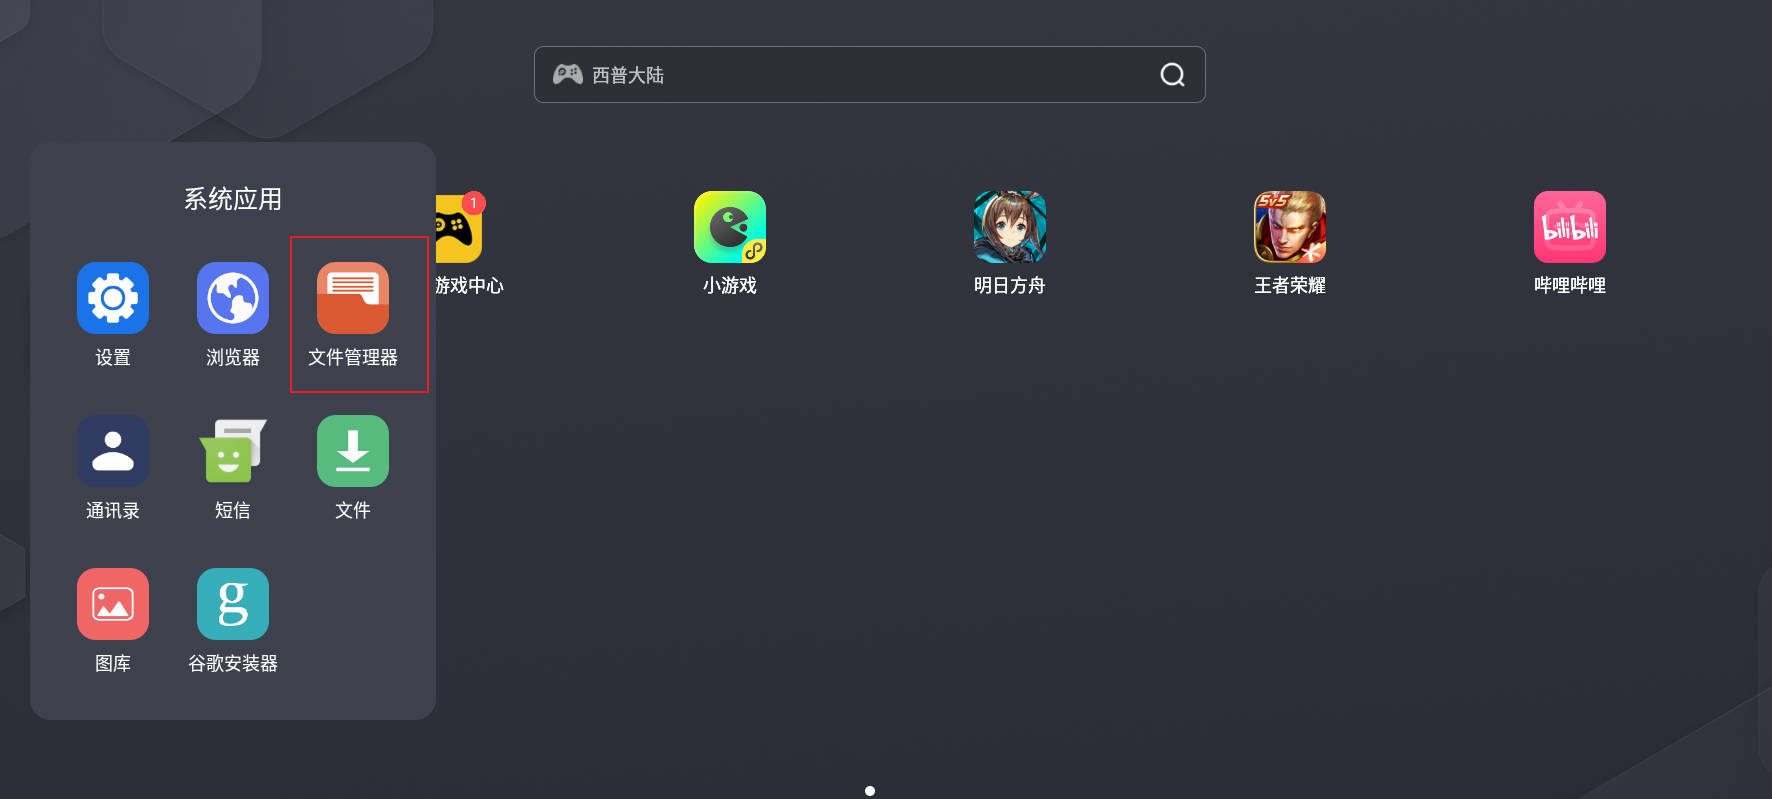 西普大陆
系统应用
设置
浏览器
文件管理器
通讯录
短信
文件
图库
g
谷歌安装器
1
游戏中心
小游戏
明日方舟
5v5
王者荣耀
bilibili
哔哩哔哩